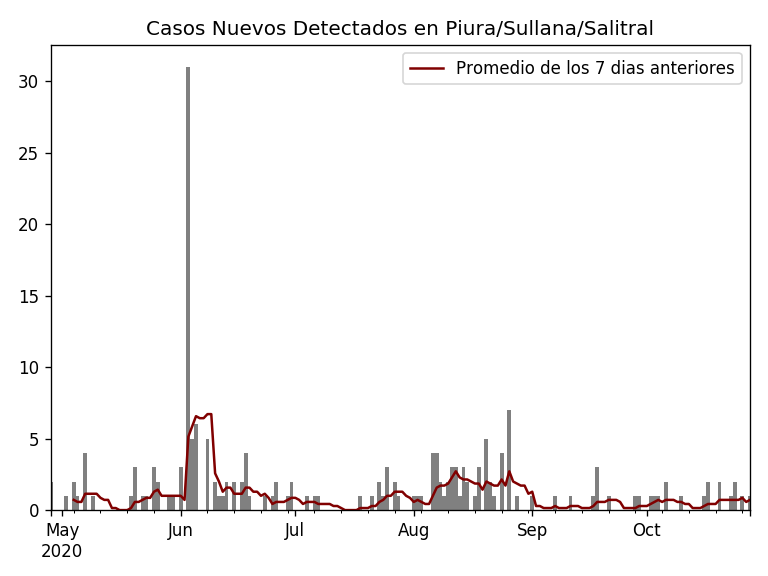 Casos Nuevos Detectados en Piura/Sullana/Salitral
Promedio de los 7 dias anteriores
30
25
20
15
10
5
0
May Jun Jul Aug Sep Oct
2020